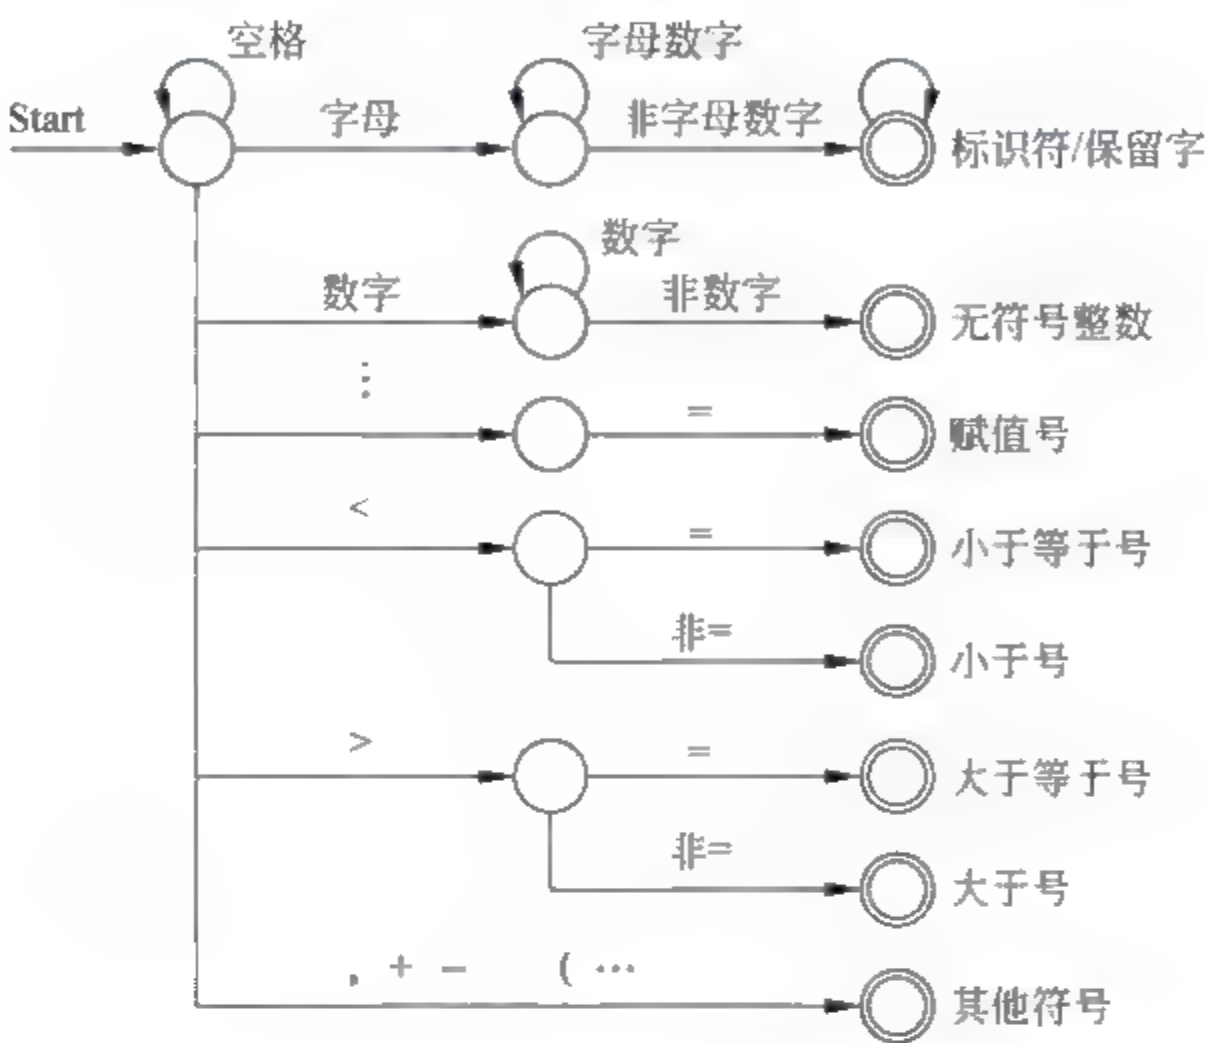 空格
字母数字
Start
字母
非字母数字
标识符/保留字
数字
数字
非数字
无符号整数
:
=
赋值号
<
=
小于等于号
非=
小于号
>
=
大于等于号
非=
大于号
, + - ( …
其他符号